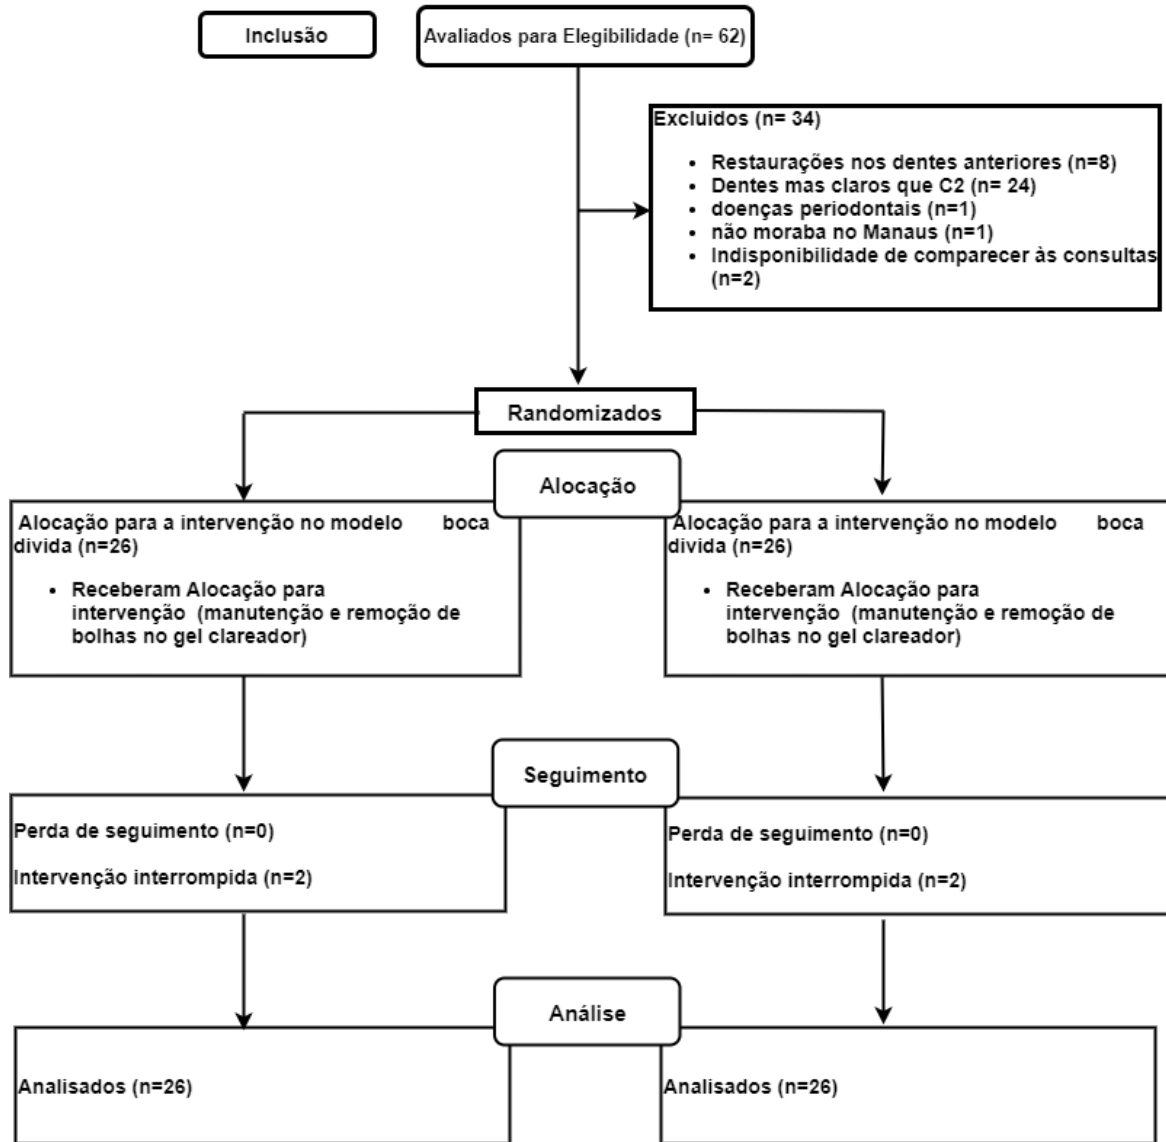 Inclusão
Avaliados para Elegibilidade (n= 62)
Excluidos (n= 34)
• Restaurações nos dentes anteriores (n=8)
• Dentes mas claros que C2 (n= 24)
• doenças periodontais (n=1)
• não moraba no Manaus (n=1)
• Indisponibilidade de comparecer às consultas
(n=2)
Randomizados
Alocação
Alocação para a intervenção no modelo boca
divida (n=26)
• Receberam Alocação para
intervenção (manutenção e remoção de
bolhas no gel clareador)
Alocação para a intervenção no modelo boca
divida (n=26)
• Receberam Alocação para
intervenção (manutenção e remoção de
bolhas no gel clareador)
Seguimento
Perda de seguimento (n=0)
Intervenção interrompida (n=2)
Perda de seguimento (n=0)
Intervenção interrompida (n=2)
Análise
Analisados (n=26)
Analisados (n=26)